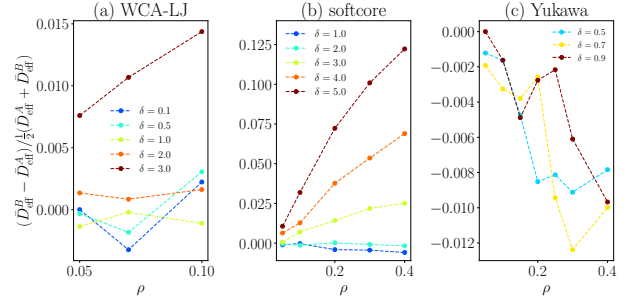 (a) WCA-LJ
(D̄ᴮ_eff − D̄ᴬ_eff)/½(D̄ᴬ_eff + D̄ᴮ_eff)
0.015
0.010
0.005
0.000
δ = 0.1
δ = 0.5
δ = 1.0
δ = 2.0
δ = 3.0
0.05
0.10
ρ
(b) softcore
0.125
0.100
0.075
0.050
0.025
0.000
δ = 1.0
δ = 2.0
δ = 3.0
δ = 4.0
δ = 5.0
0.2
0.4
ρ
(c) Yukawa
0.000
−0.002
−0.004
−0.006
−0.008
−0.010
−0.012
δ = 0.5
δ = 0.7
δ = 0.9
0.0
0.2
0.4
ρ